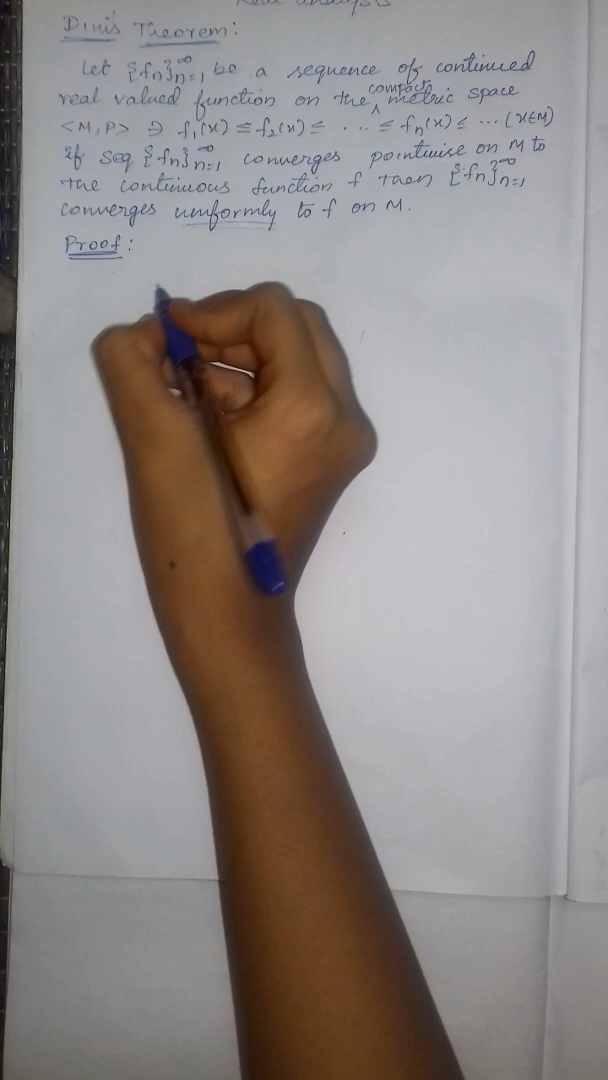 Real analysis
Dini's Theorem:
Let {fn}∞n=1 be a sequence of continued
real valued function on the compact metric space
<M,P> ∋ f1(x) ≤ f2(x) ≤ ... ≤ fn(x) ≤ ... (x∈M)
If seq {fn}∞n=1 converges pointwise on M to
the continuous function f then {fn}∞n=1
converges uniformly to f on M.
Proof: